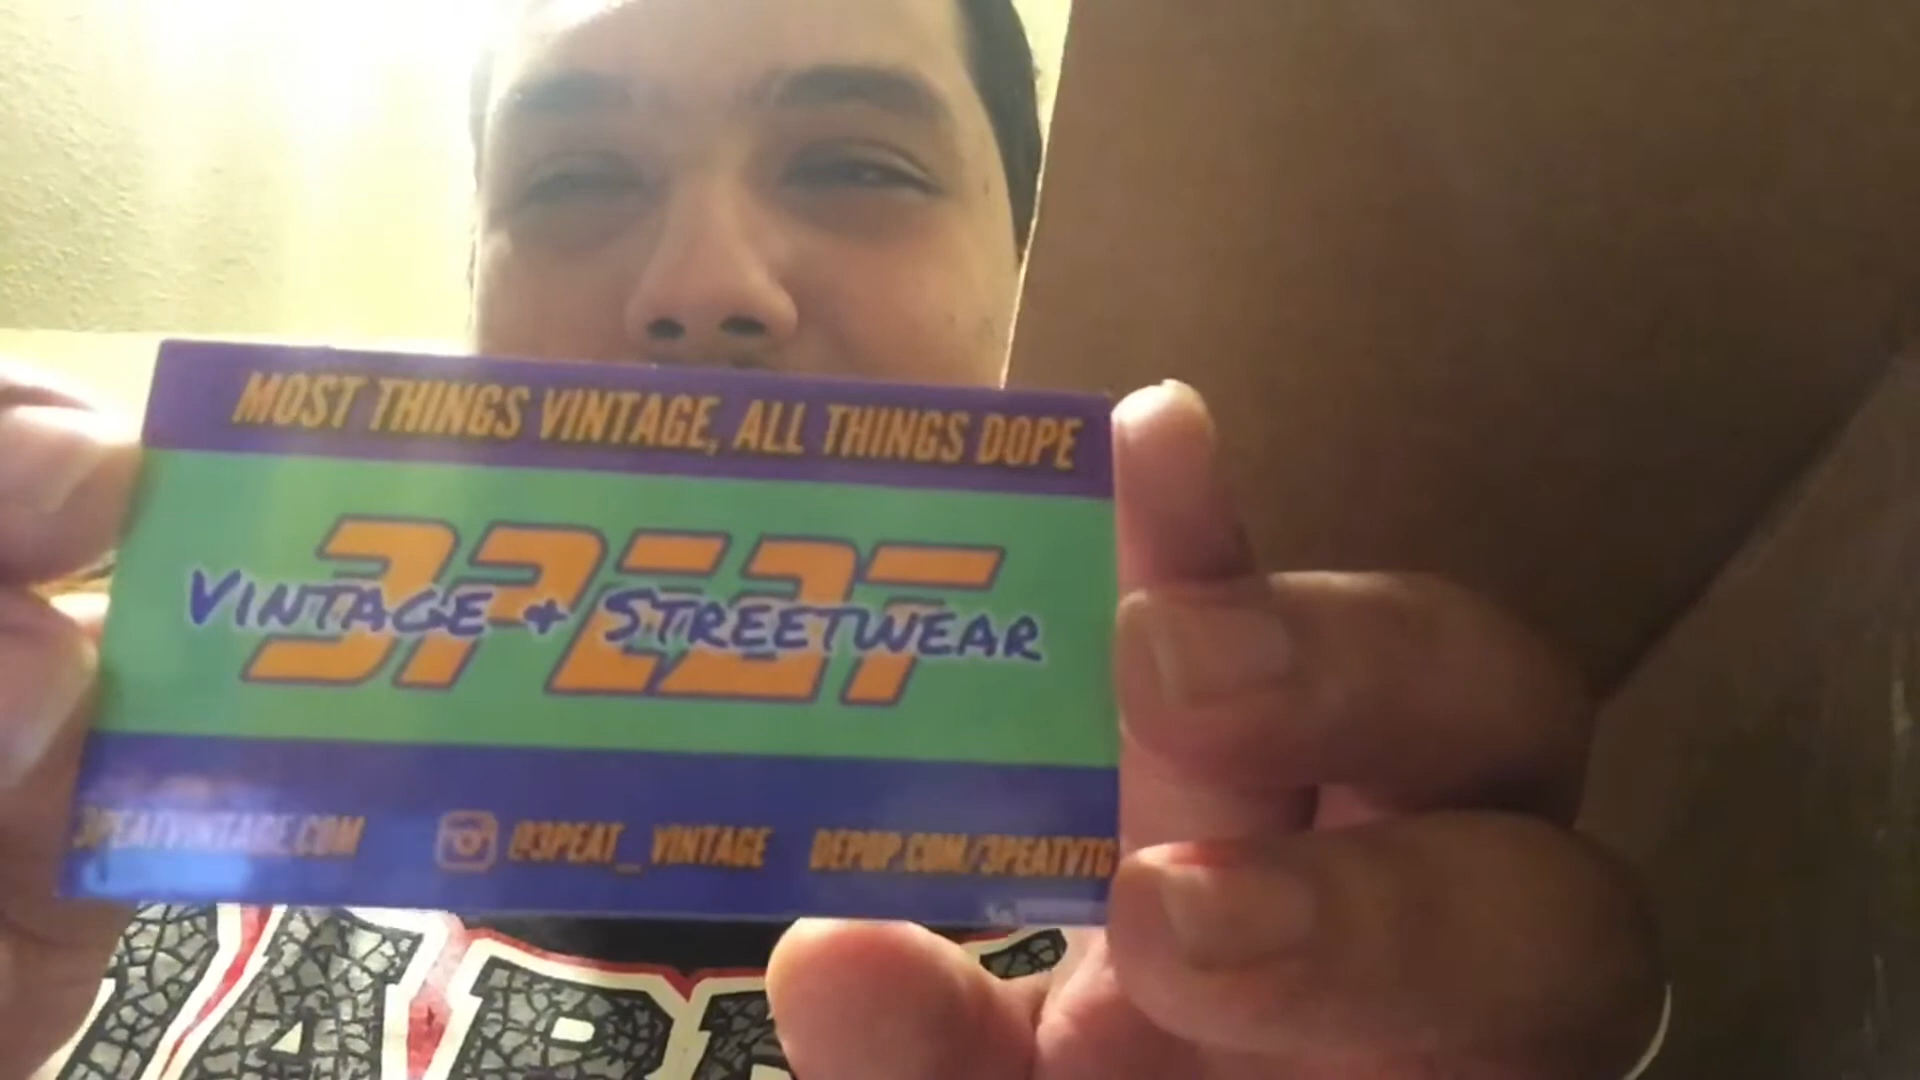 MOST THINGS VINTAGE, ALL THINGS DOPE
3PEAT
VINTAGE + STREETWEAR
3PEATVINTAGE.COM @3PEAT_VINTAGE DEPOP.COM/3PEATVTG